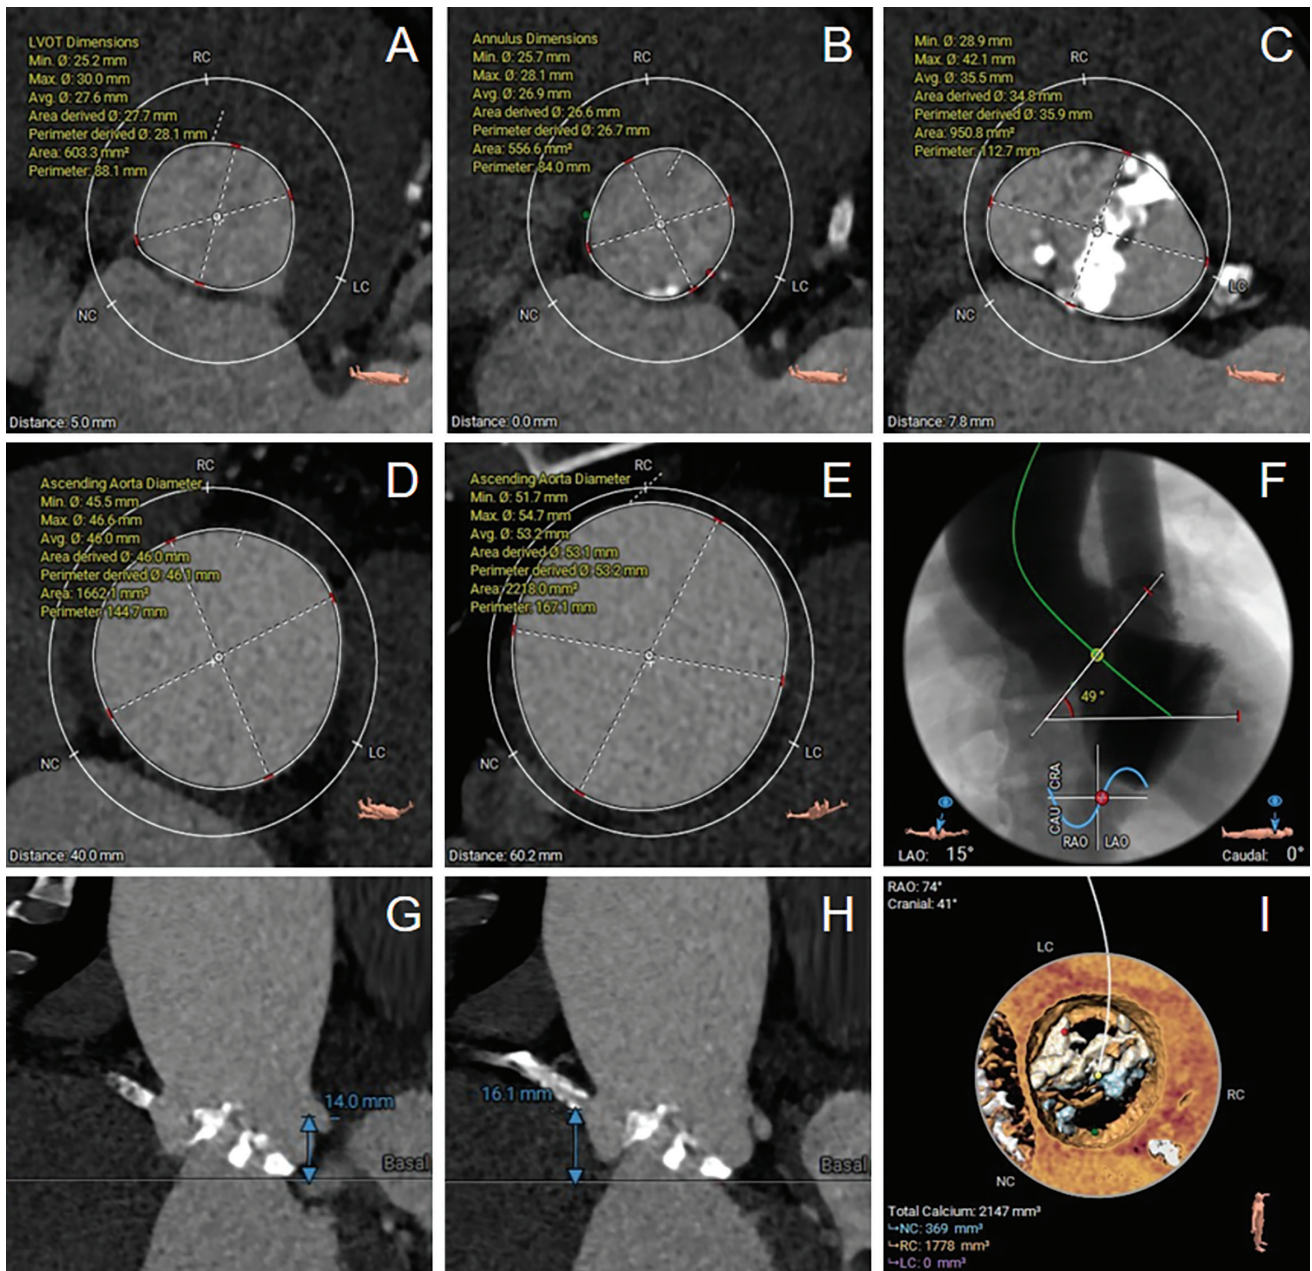 A
LVOT Dimensions
Min. Ø: 25.2 mm
Max. Ø: 30.0 mm
Avg. Ø: 27.6 mm
Area derived Ø: 27.7 mm
Perimeter derived Ø: 28.1 mm
Area: 603.3 mm²
Perimeter: 88.1 mm
RC
LC
NC
Distance: 5.0 mm
B
Annulus Dimensions
Min. Ø: 25.7 mm
Max. Ø: 28.1 mm
Avg. Ø: 26.9 mm
Area derived Ø: 26.6 mm
Perimeter derived Ø: 26.7 mm
Area: 556.6 mm²
Perimeter: 84.0 mm
RC
LC
NC
Distance: 0.0 mm
C
Min. Ø: 28.9 mm
Max. Ø: 42.1 mm
Avg. Ø: 35.5 mm
Area derived Ø: 34.8 mm
Perimeter derived Ø: 35.9 mm
Area: 950.8 mm²
Perimeter: 112.7 mm
RC
LC
NC
Distance: 7.8 mm
D
Ascending Aorta Diameter
Min. Ø: 45.5 mm
Max. Ø: 46.6 mm
Avg. Ø: 46.0 mm
Area derived Ø: 46.0 mm
Perimeter derived Ø: 46.1 mm
Area: 1662.1 mm²
Perimeter: 144.7 mm
RC
LC
NC
Distance: 40.0 mm
E
Ascending Aorta Diameter
Min. Ø: 51.7 mm
Max. Ø: 54.7 mm
Avg. Ø: 53.2 mm
Area derived Ø: 53.1 mm
Perimeter derived Ø: 53.2 mm
Area: 2218.0 mm²
Perimeter: 167.1 mm
RC
LC
NC
Distance: 60.2 mm
F
49°
CRA
CAU
RAO
LAO
LAO: 15°
Caudal: 0°
G
14.0 mm
Basal
H
16.1 mm
Basal
I
RAO: 74°
Cranial: 41°
LC
RC
NC
Total Calcium: 2147 mm³
↳NC: 369 mm³
↳RC: 1778 mm³
↳LC: 0 mm³